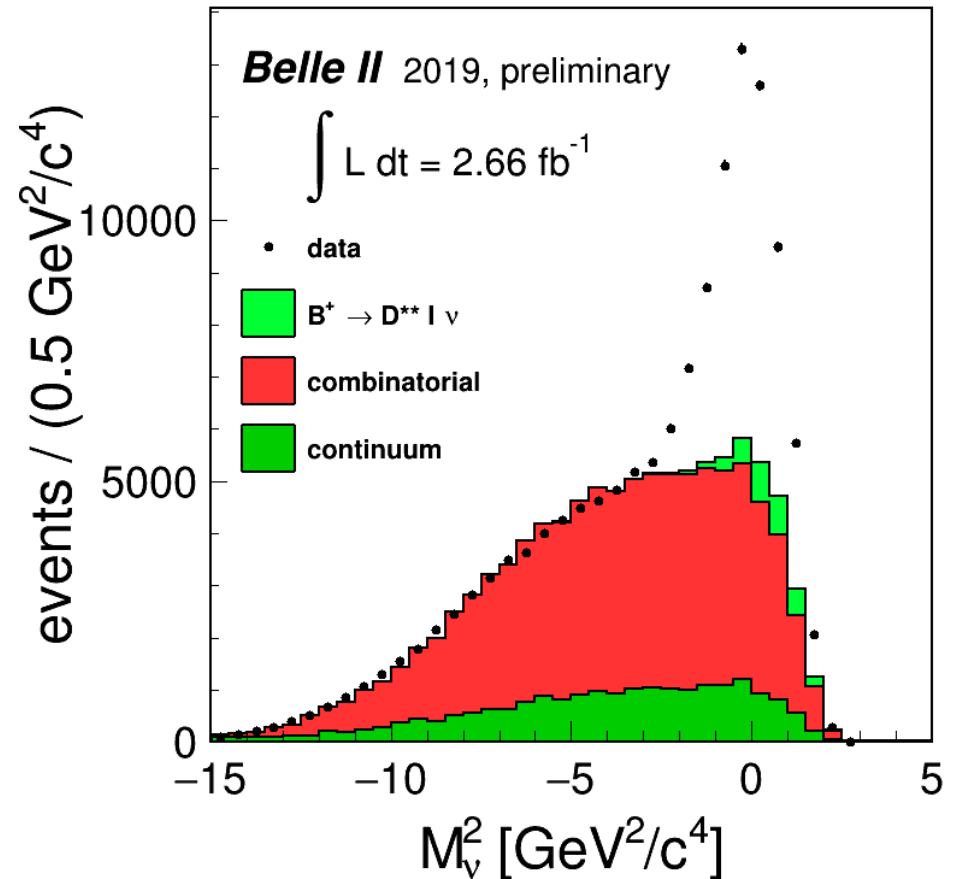 Belle II 2019, preliminary
∫ L dt = 2.66 fb⁻¹
data
B⁺ → D** l ν
combinatorial
continuum
events / (0.5 GeV²/c⁴)
10000
5000
0
−15 −10 −5 0 5
M²ᵥ [GeV²/c⁴]